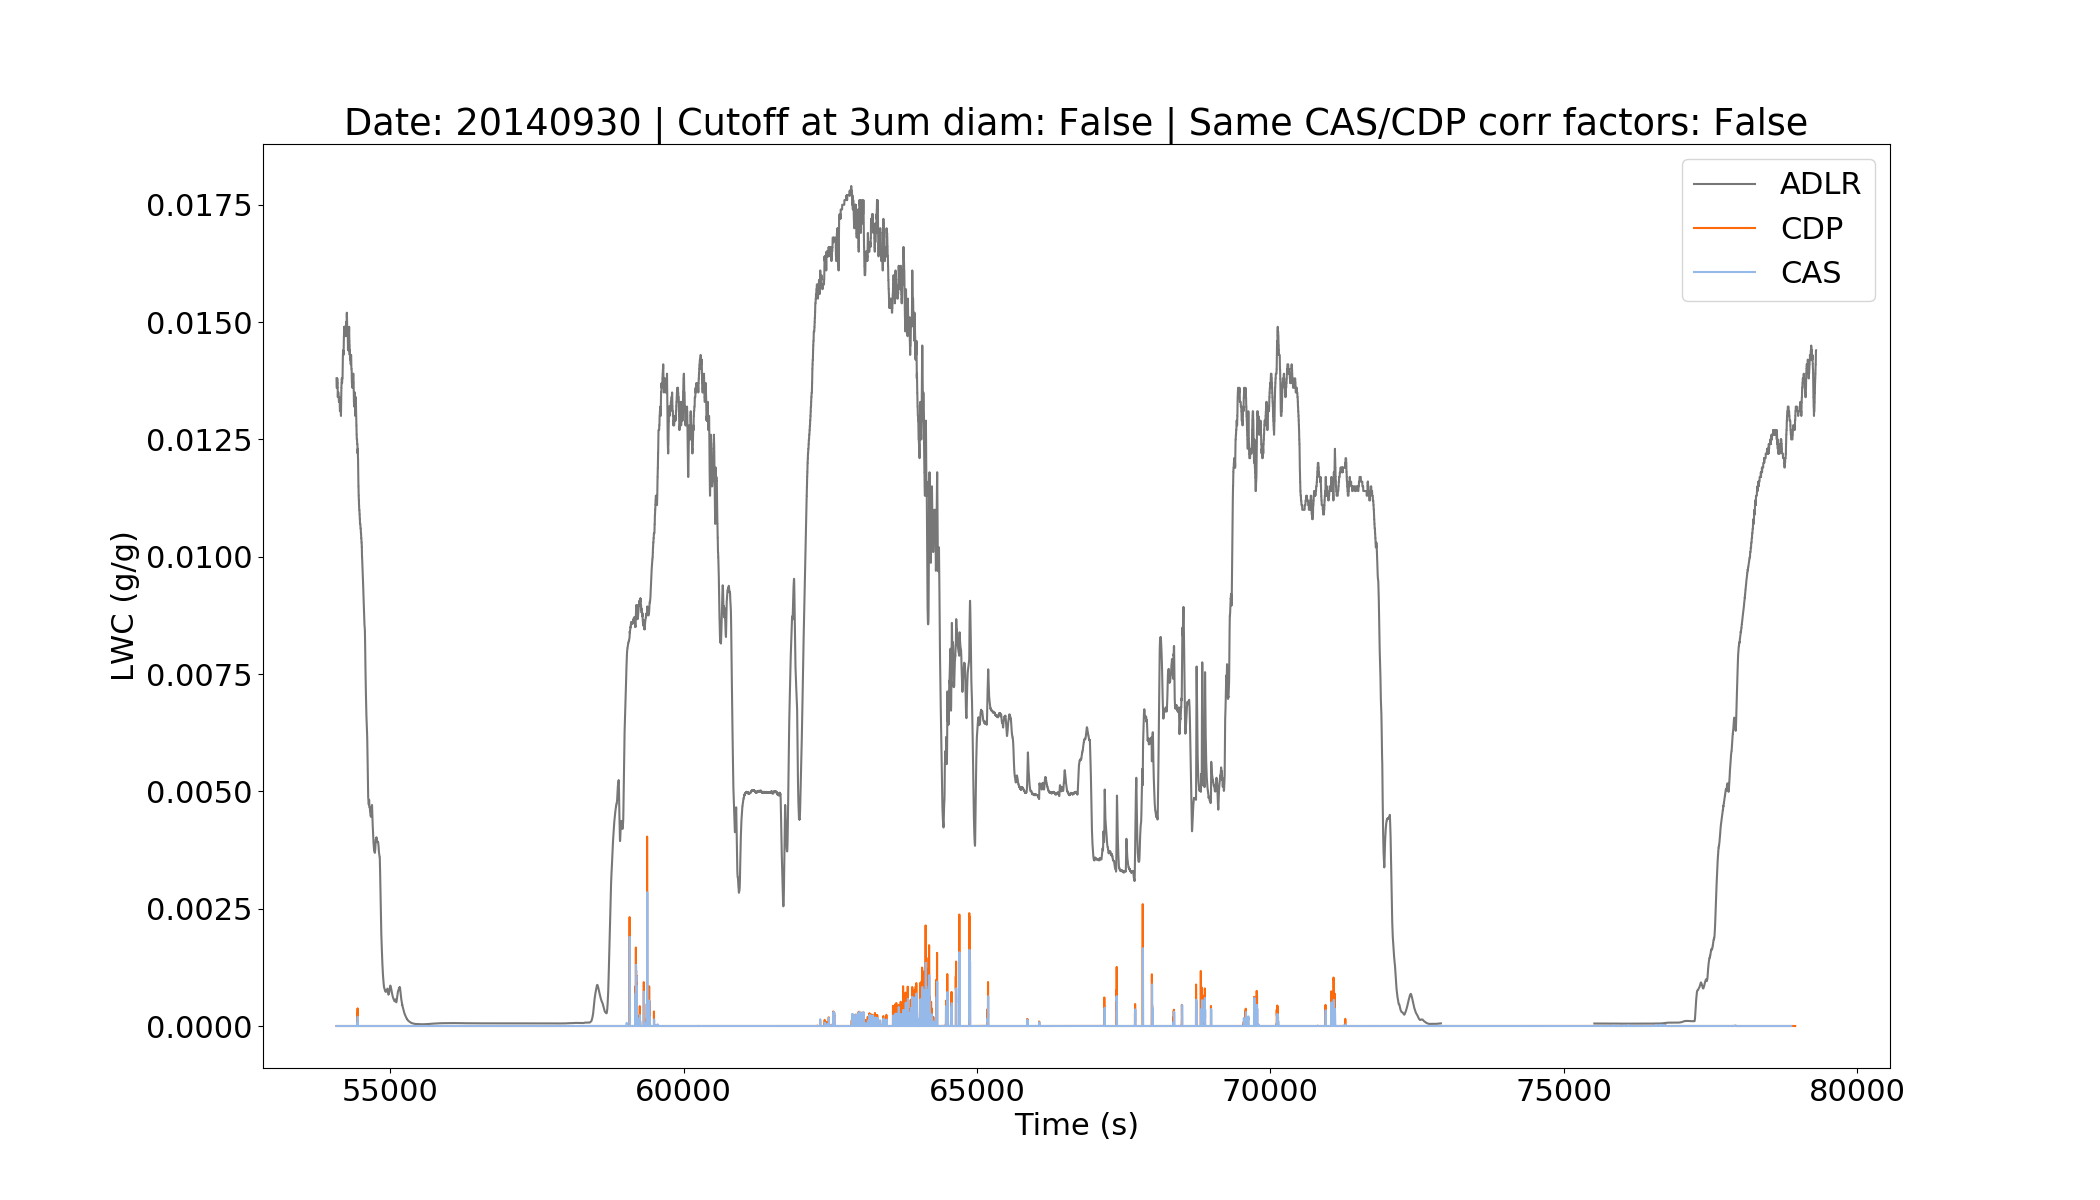 Date: 20140930 | Cutoff at 3um diam: False | Same CAS/CDP corr factors: False
ADLR
CDP
CAS
LWC (g/g)
0.0175
0.0150
0.0125
0.0100
0.0075
0.0050
0.0025
0.0000
55000 60000 65000 70000 75000 80000
Time (s)